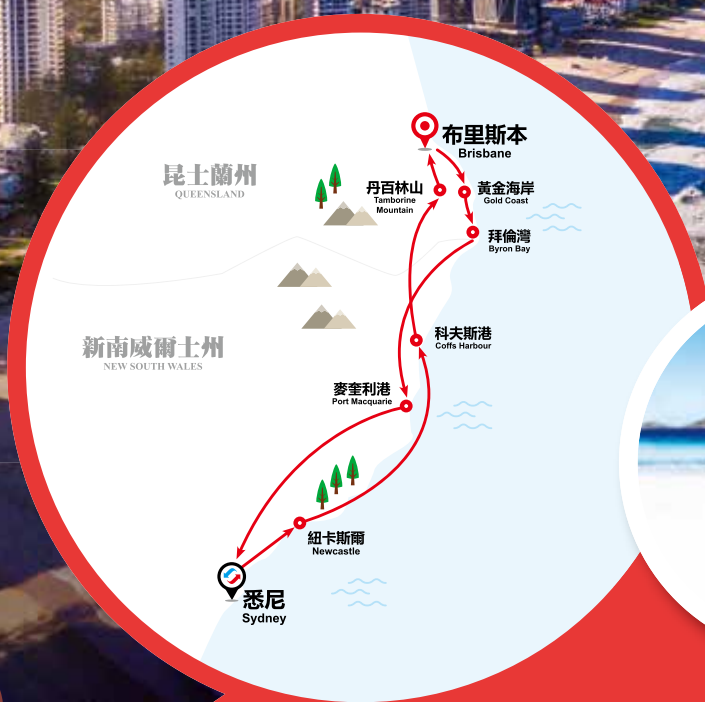 布里斯本
Brisbane
昆士蘭州
QUEENSLAND
丹百林山
Tamborine
Mountain
黃金海岸
Gold Coast
拜倫灣
Byron Bay
新南威爾士州
NEW SOUTH WALES
科夫斯港
Coffs Harbour
麥奎利港
Port Macquarie
紐卡斯爾
Newcastle
悉尼
Sydney